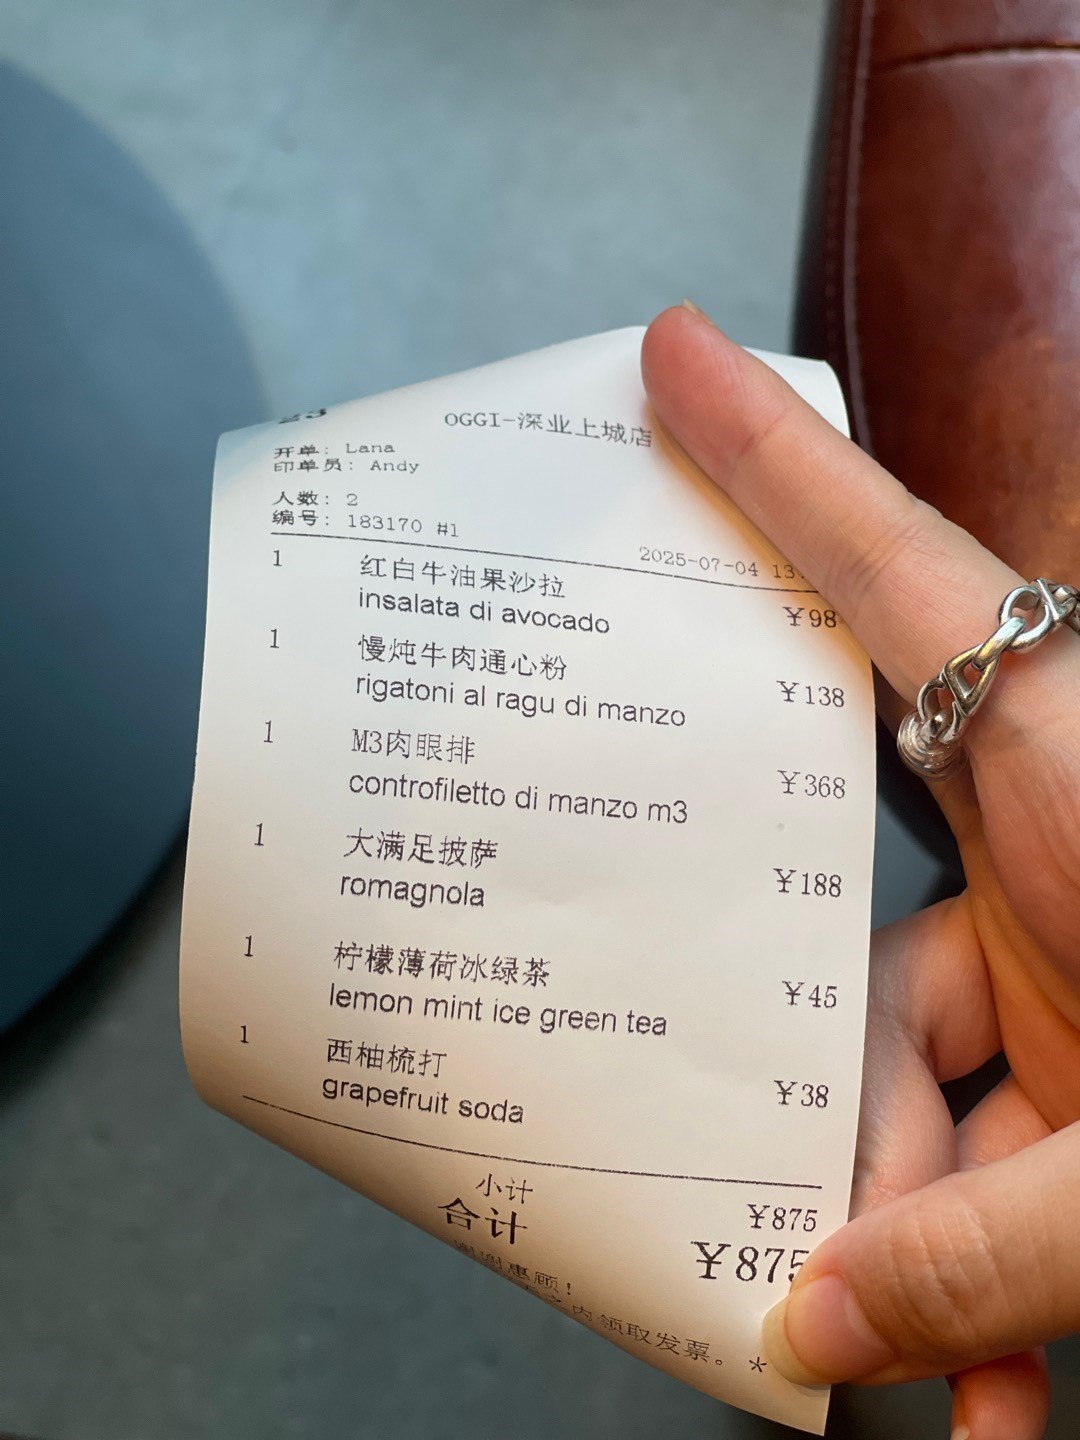 23
OGGI-深业上城店
开单: Lana
印单员: Andy
人数: 2
编号: 183170 #1
2025-07-04 13:
1 红白牛油果沙拉 ¥98
insalata di avocado
1 慢炖牛肉通心粉 ¥138
rigatoni al ragu di manzo
1 M3肉眼排 ¥368
controfiletto di manzo m3
1 大满足披萨 ¥188
romagnola
1 柠檬薄荷冰绿茶 ¥45
lemon mint ice green tea
1 西柚梳打 ¥38
grapefruit soda
小计 ¥875
合计 ¥875
谢谢惠顾!
之内领取发票。 *